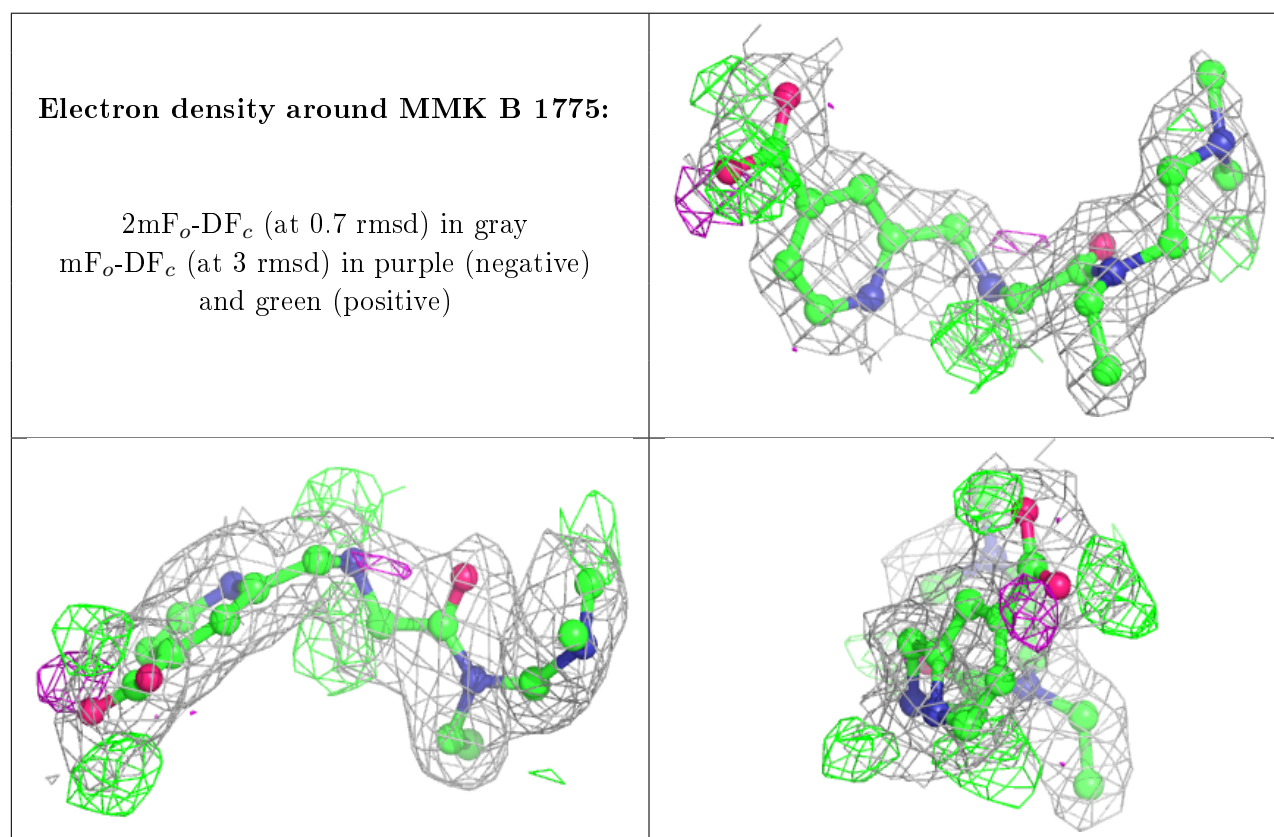 Electron density around MMK B 1775:
2mFₒ-DF𝒸 (at 0.7 rmsd) in gray
mFₒ-DF𝒸 (at 3 rmsd) in purple (negative)
and green (positive)